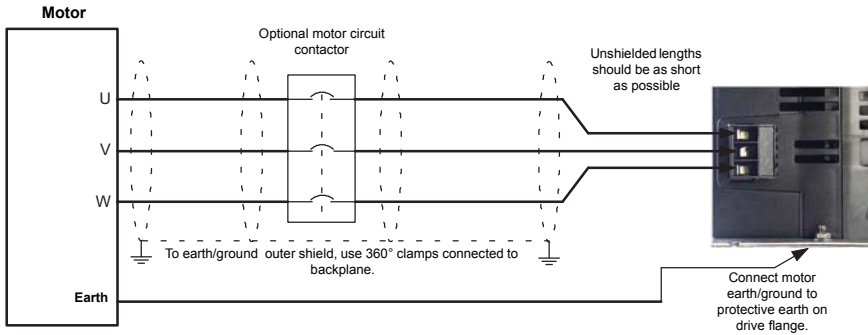 Motor
Optional motor circuit
contactor
Unshielded lengths
should be as short
as possible
U
V
W
To earth/ground outer shield, use 360° clamps connected to
backplane.
Earth
Connect motor
earth/ground to
protective earth on
drive flange.